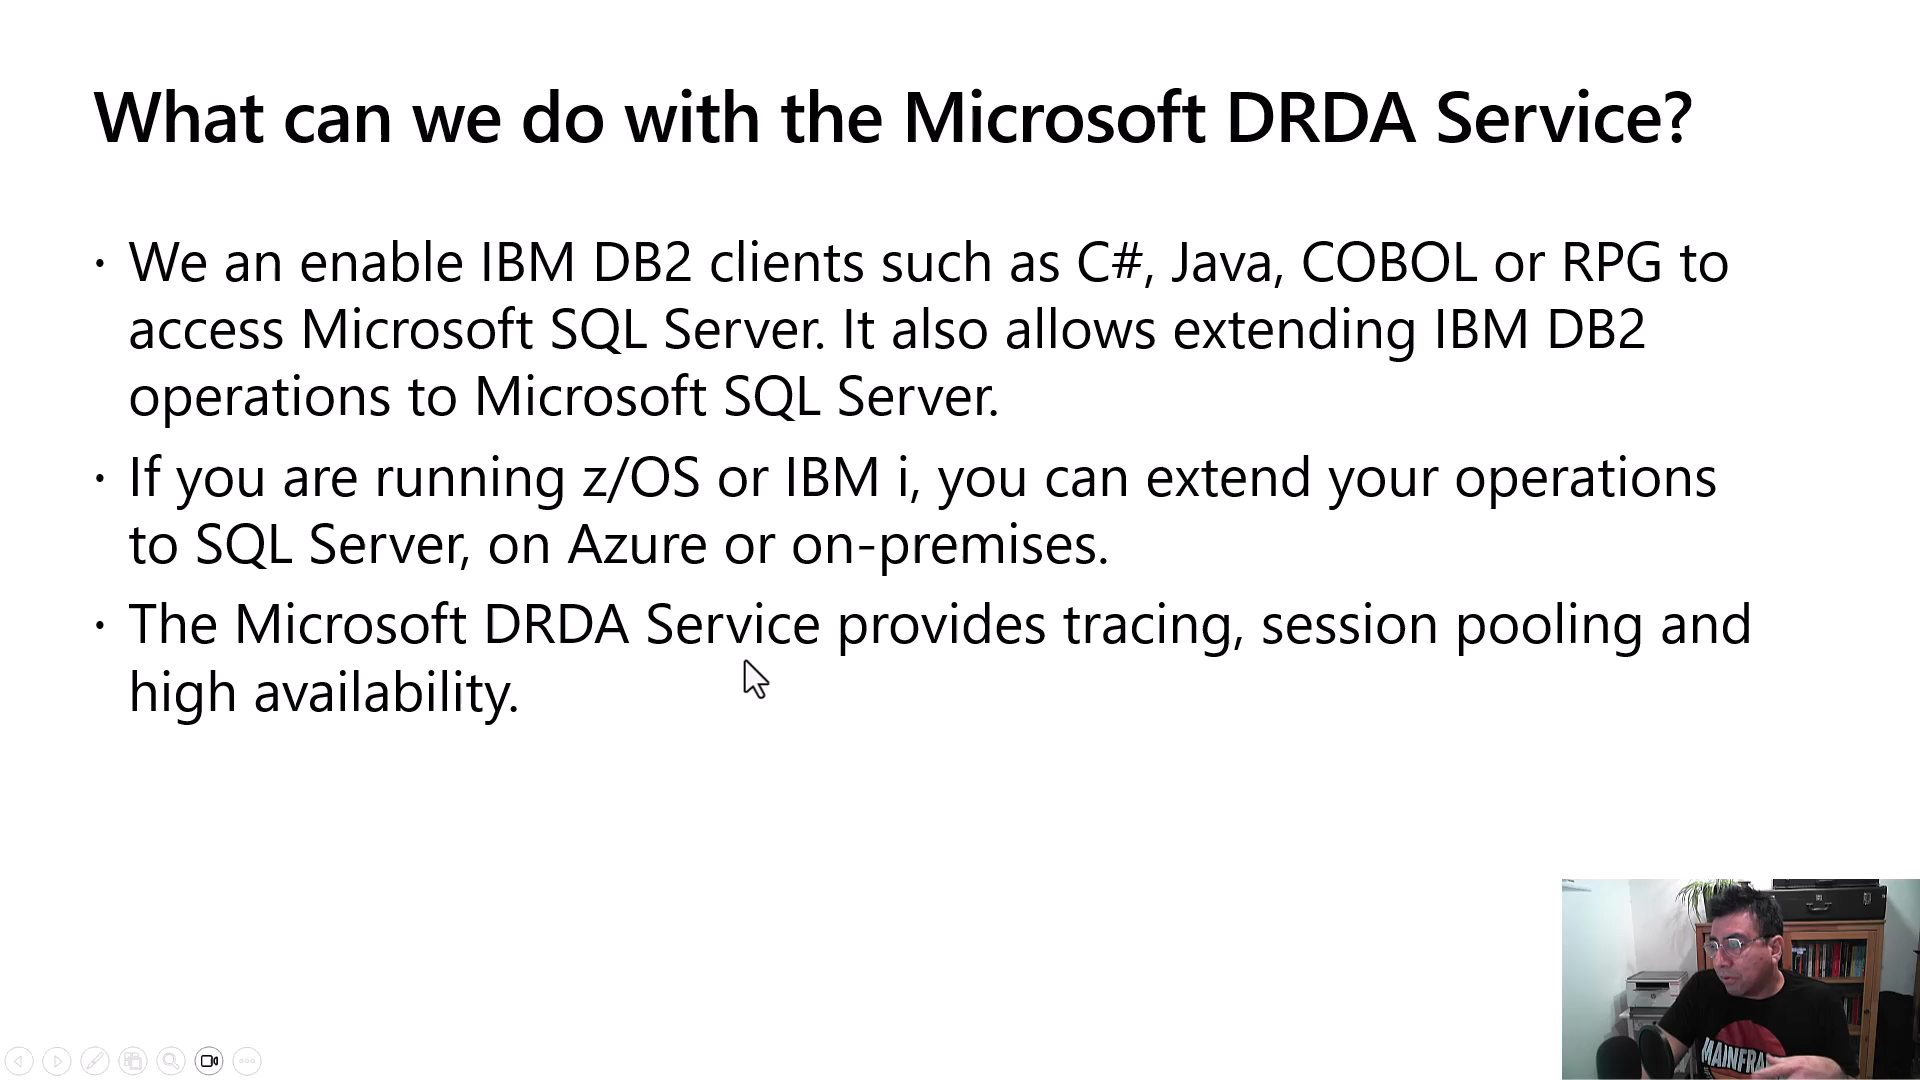 What can we do with the Microsoft DRDA Service?
• We an enable IBM DB2 clients such as C#, Java, COBOL or RPG to
access Microsoft SQL Server. It also allows extending IBM DB2
operations to Microsoft SQL Server.
• If you are running z/OS or IBM i, you can extend your operations
to SQL Server, on Azure or on-premises.
• The Microsoft DRDA Service provides tracing, session pooling and
high availability.